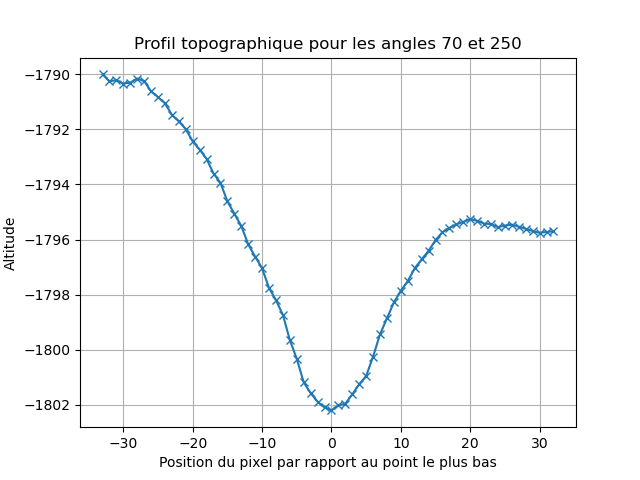 Profil topographique pour les angles 70 et 250
−1790
−1792
−1794
−1796
−1798
−1800
−1802
Altitude
−30 −20 −10 0 10 20 30
Position du pixel par rapport au point le plus bas